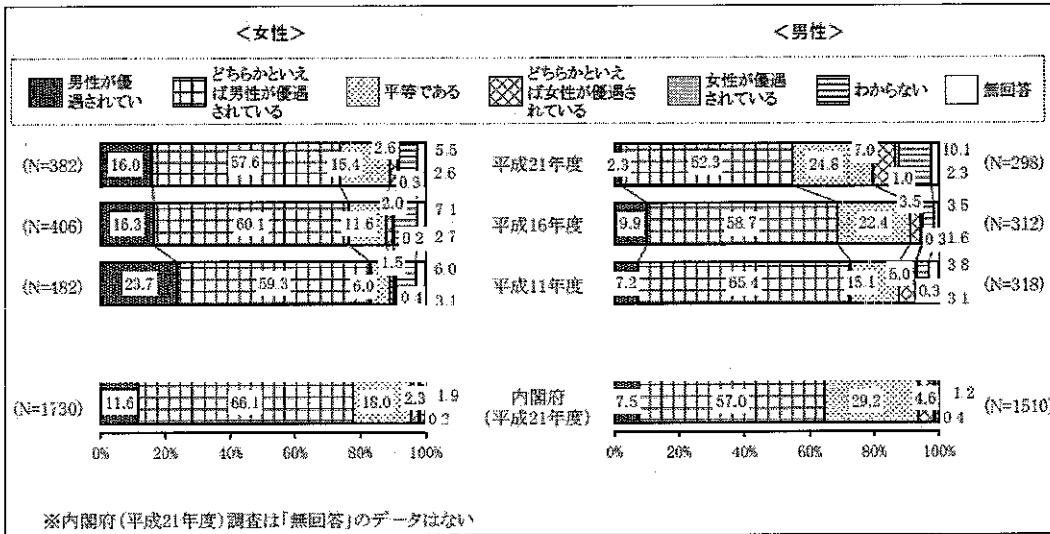 <女性>
<男性>
男性が優
遇されてい
どちらかといえ
ば男性が優遇
されている
平等である
どちらかといえ
ば女性が優遇さ
れている
女性が優遇
されている
わからない
無回答
(N=382) 16.0 57.6 15.4 2.6 0.3 5.5 2.6 平成21年度 2.3 52.3 24.8 7.0 1.0 10.1 2.3 (N=298)
(N=406) 16.3 60.1 11.6 2.0 0.2 7.1 2.7 平成16年度 9.9 58.7 22.4 3.5 0.3 3.5 1.6 (N=312)
(N=482) 23.7 59.3 6.0 1.5 0.4 6.0 3.1 平成11年度 7.2 65.4 15.1 5.0 0.3 3.8 3.1 (N=318)
(N=1730) 11.6 66.1 18.0 2.3 1.9 内閣府 7.5 57.0 29.2 4.6 1.2 0.4 (N=1510)
(平成21年度)
0% 20% 40% 60% 80% 100% 0% 20% 40% 60% 80% 100%
※内閣府(平成21年度)調査は「無回答」のデータはない